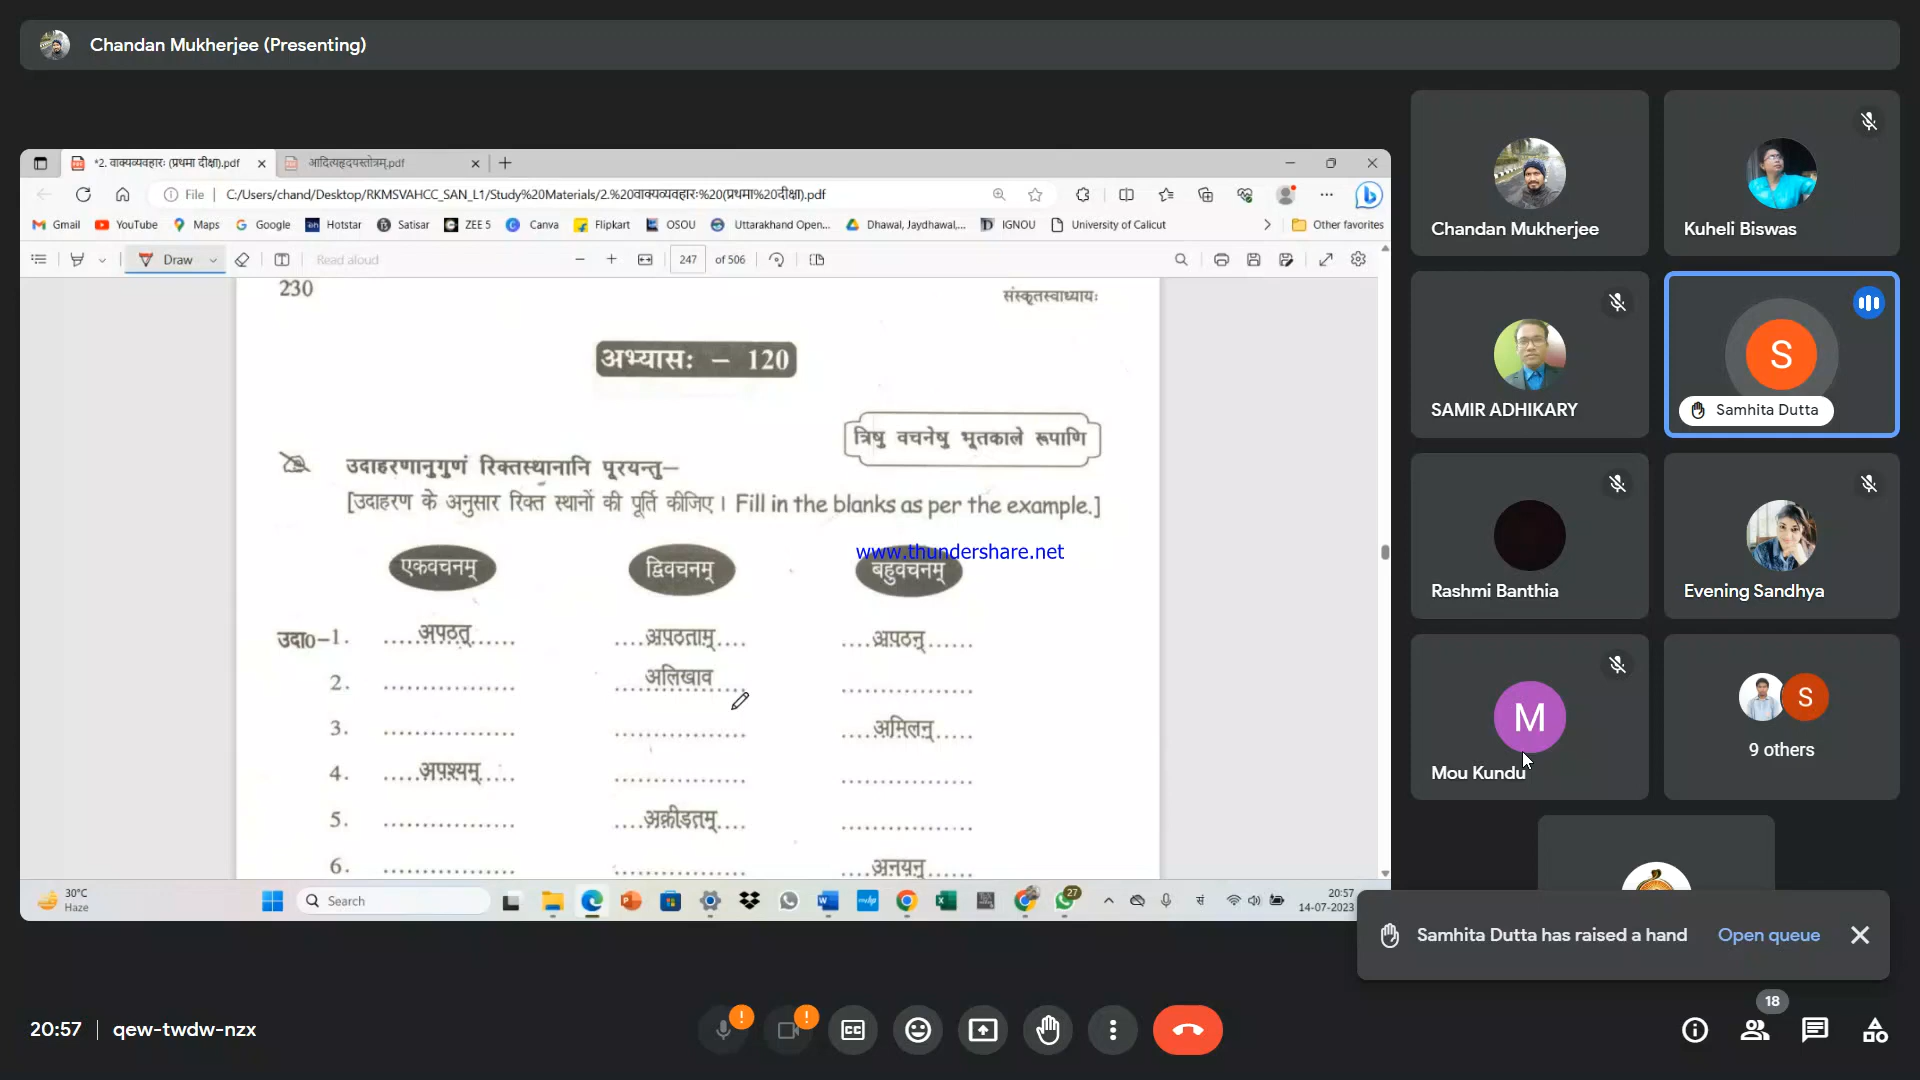 Chandan Mukherjee (Presenting)
*2. वाक्यव्यवहारः (प्रथमा दीक्षा).pdf
आदित्यहृदयस्तोत्रम्.pdf
File
C:/Users/chand/Desktop/RKMSVAHCC_SAN_L1/Study%20Materials/2.%20वाक्यव्यवहारः%20(प्रथमा%20दीक्षा).pdf
Gmail YouTube Maps Google Hotstar Satisar ZEE 5 Canva Flipkart OSOU Uttarakhand Open... Dhawal, Jaydhawal,... IGNOU University of Calicut Other favorites
Draw Read aloud 247 of 506
230
संस्कृतस्वाध्यायः
अभ्यासः – 120
त्रिषु वचनेषु भूतकाले रूपाणि
उदाहरणानुगुणं रिक्तस्थानानि पूरयन्तु–
[उदाहरण के अनुसार रिक्त स्थानों की पूर्ति कीजिए । Fill in the blanks as per the example.]
www.thundershare.net
एकवचनम् द्विवचनम् बहुवचनम्
उदा०–1. .....अपठत्...... ....अपठताम्.... ....अपठन्......
2. ................ ....अलिखाव.... ................
3. ................ ................ ....अमिलन्.....
4. .....अपश्यम्..... ................ ................
5. ................ ....अक्रीडतम्.... ................
6. ................ ................ ....अनयन्.....
30°C
Haze
Search
27
सं
20:57
14-07-2023
Chandan Mukherjee
Kuheli Biswas
SAMIR ADHIKARY
S
Samhita Dutta
Rashmi Banthia
Evening Sandhya
M
Mou Kundu
S
9 others
Samhita Dutta has raised a hand Open queue
20:57 | qew-twdw-nzx
18